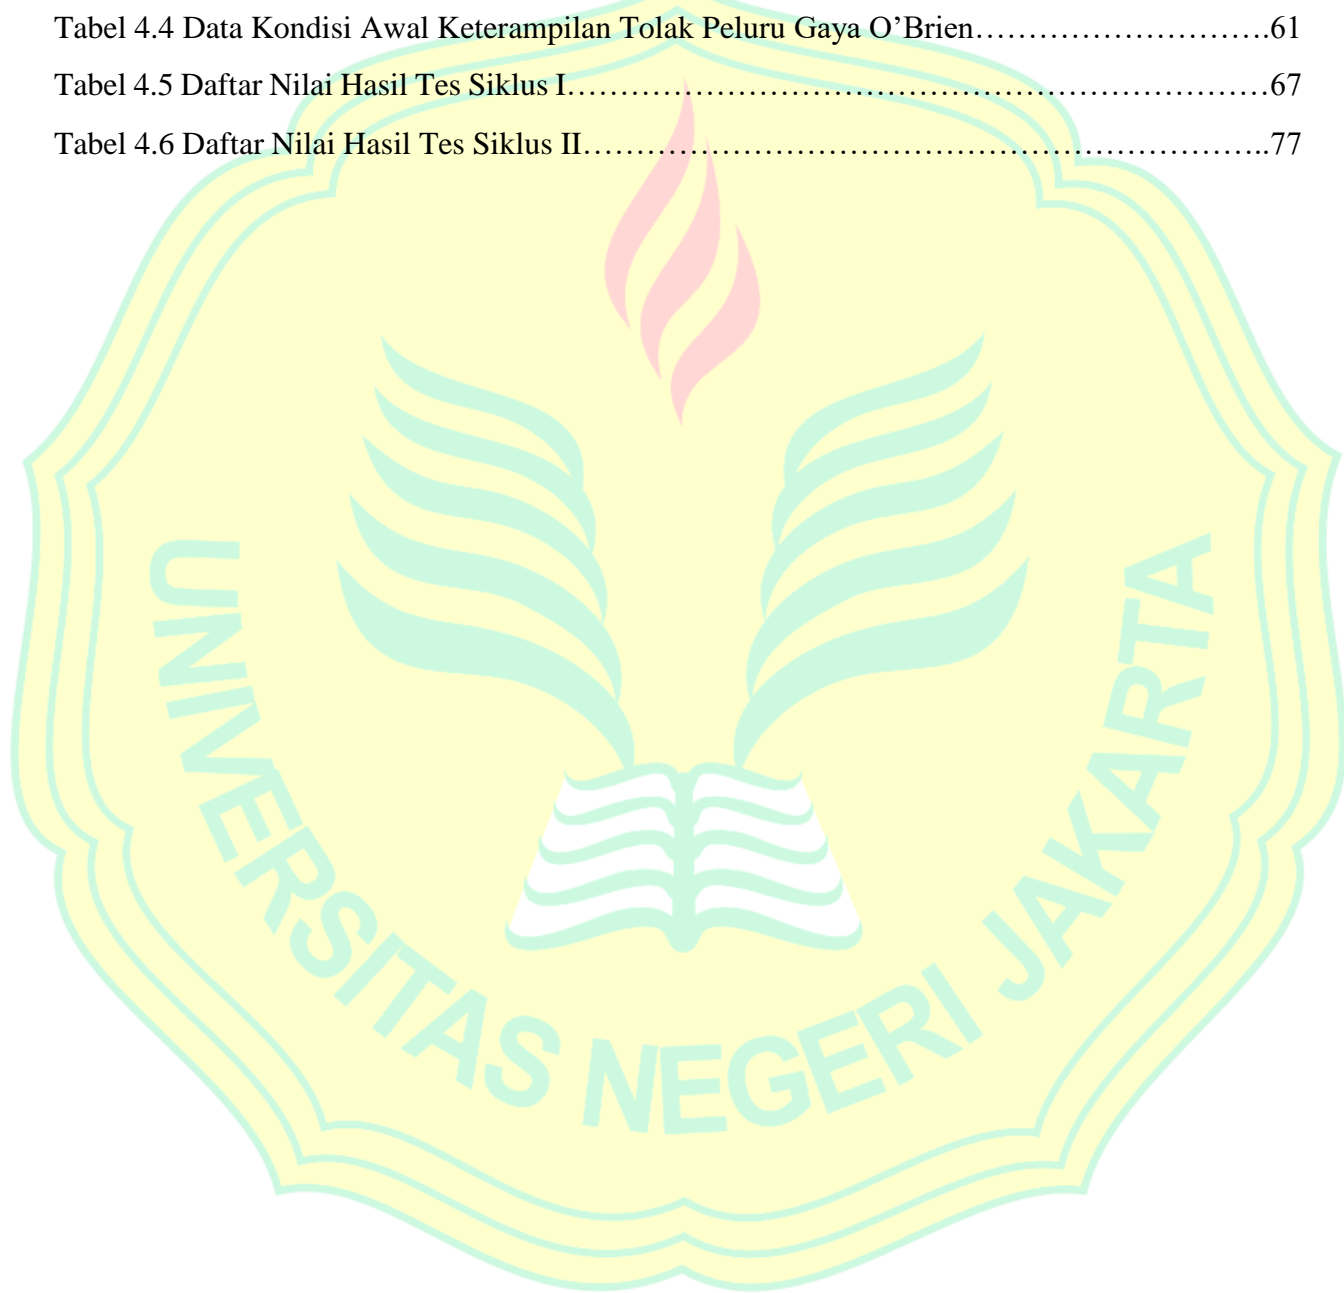 Tabel 4.4 Data Kondisi Awal Keterampilan Tolak Peluru Gaya O’Brien……………………….61
Tabel 4.5 Daftar Nilai Hasil Tes Siklus I……………………………………………………………67
Tabel 4.6 Daftar Nilai Hasil Tes Siklus II…………………………………………………………..77
UNIVERSITAS NEGERI JAKARTA